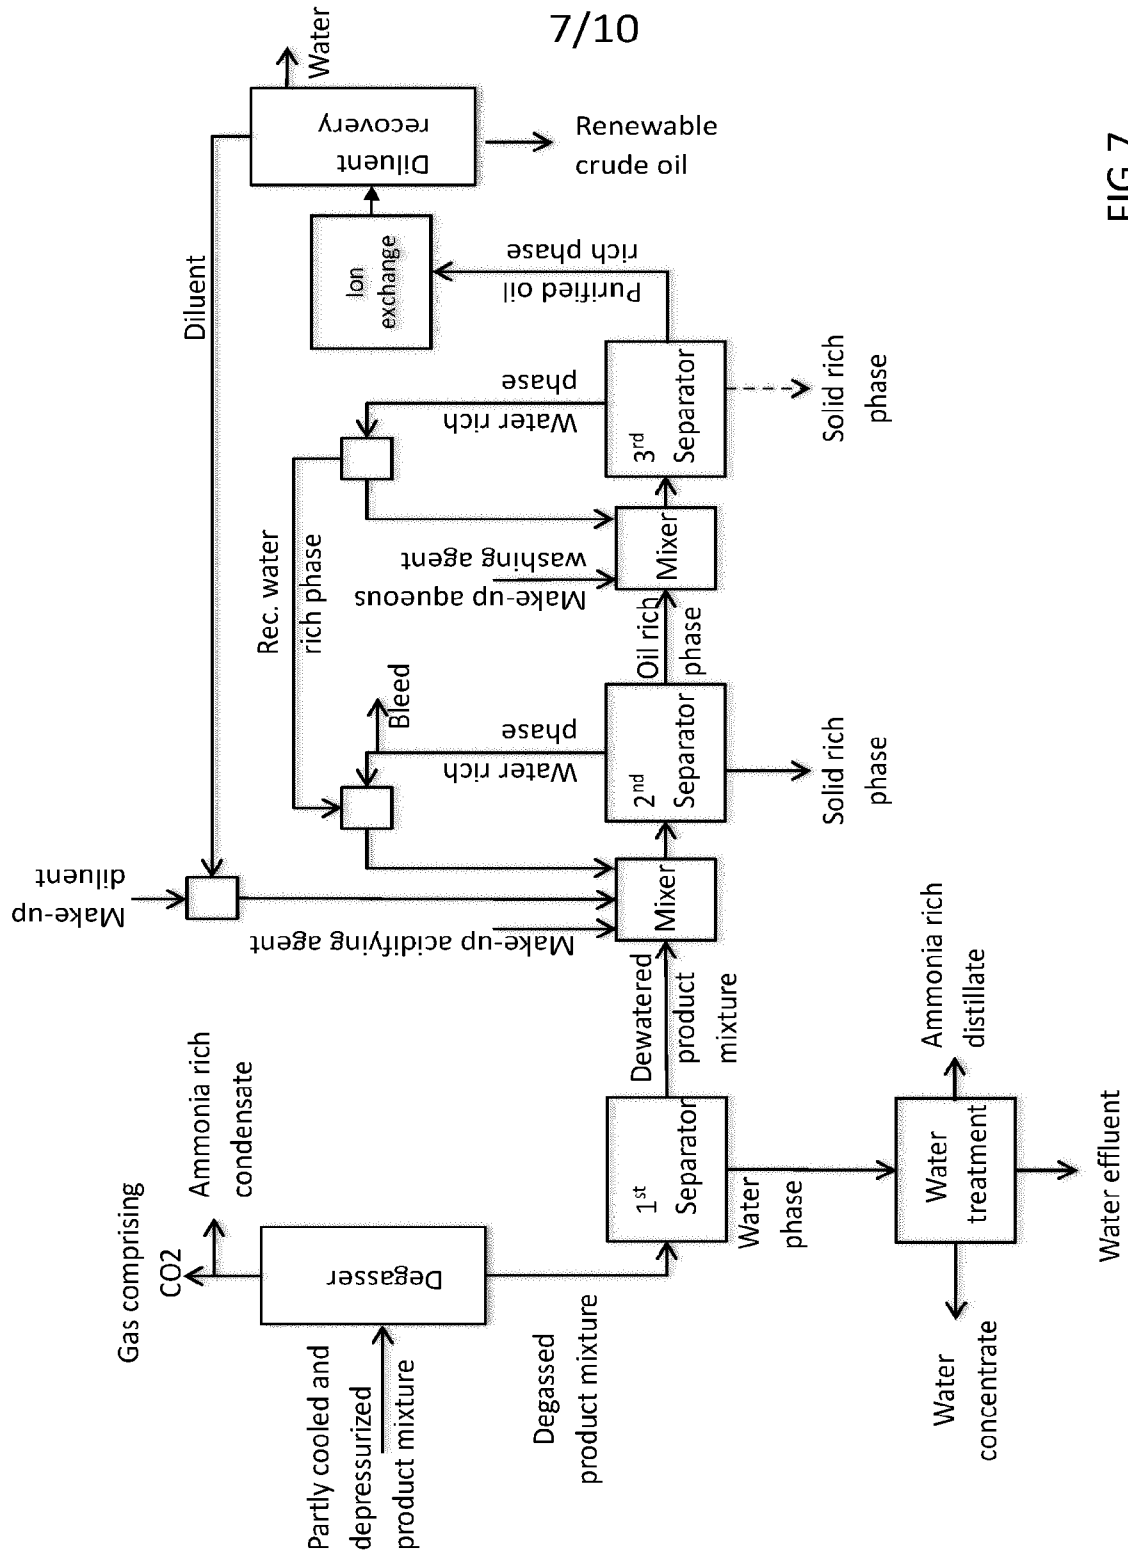 7/10
Partly cooled and
depressurized
product mixture
Degasser
Gas comprising
CO2
Ammonia rich
condensate
Degassed
product mixture
1st
Separator
Water
phase
Water
treatment
Water
concentrate
Water effluent
Ammonia rich
distillate
Dewatered
product
mixture
Mixer
Make-up acidifying agent
Make-up
diluent
2nd
Separator
Solid rich
phase
Water rich
phase
Bleed
Rec. water
rich phase
Oil rich
phase
Mixer
Make-up aqueous
washing agent
3rd
Separator
Solid rich
phase
Water rich
phase
Purified oil
rich phase
Ion
exchange
Diluent
recovery
Diluent
Water
Renewable
crude oil
FIG 7